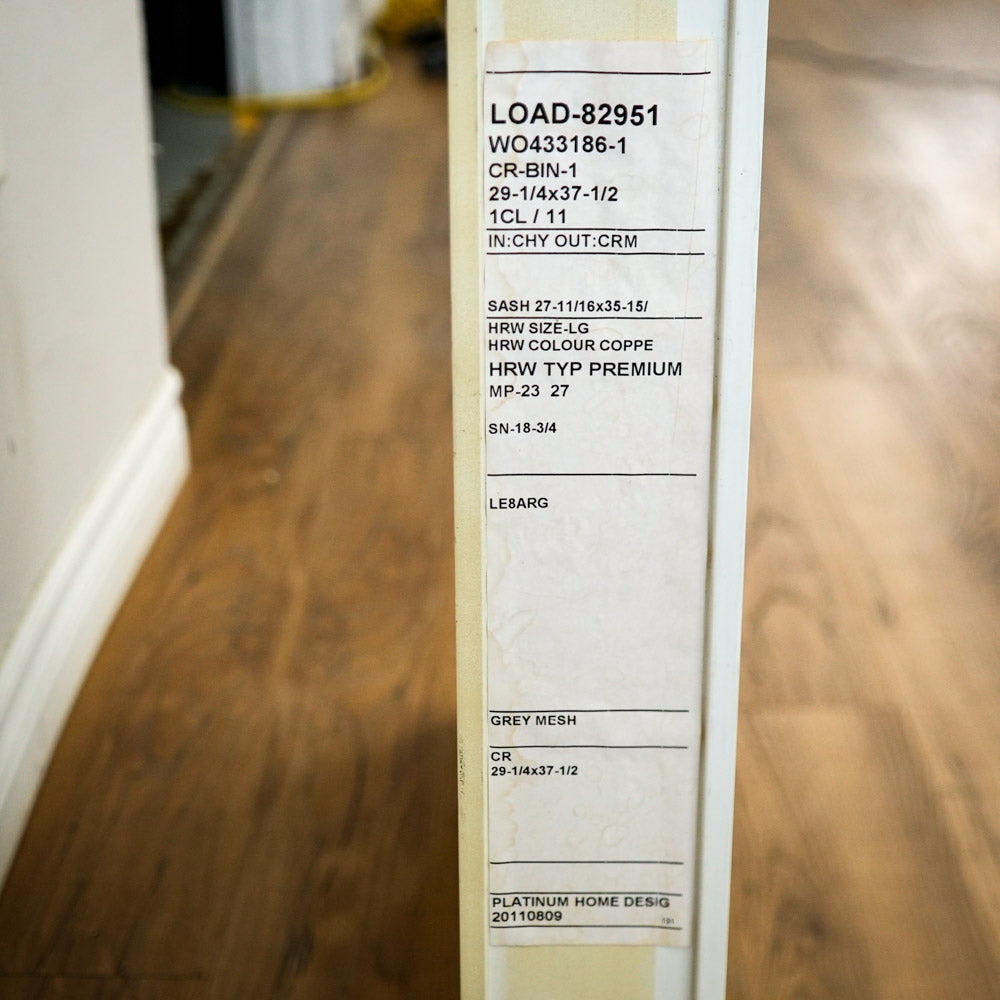 LOAD-82951
WO433186-1
CR-BIN-1
29-1/4x37-1/2
1CL / 11
IN:CHY OUT:CRM
SASH 27-11/16x35-15/
HRW SIZE-LG
HRW COLOUR COPPE
HRW TYP PREMIUM
MP-23 27
SN-18-3/4
LE8ARG
GREY MESH
CR
29-1/4x37-1/2
PLATINUM HOME DESIG
20110809